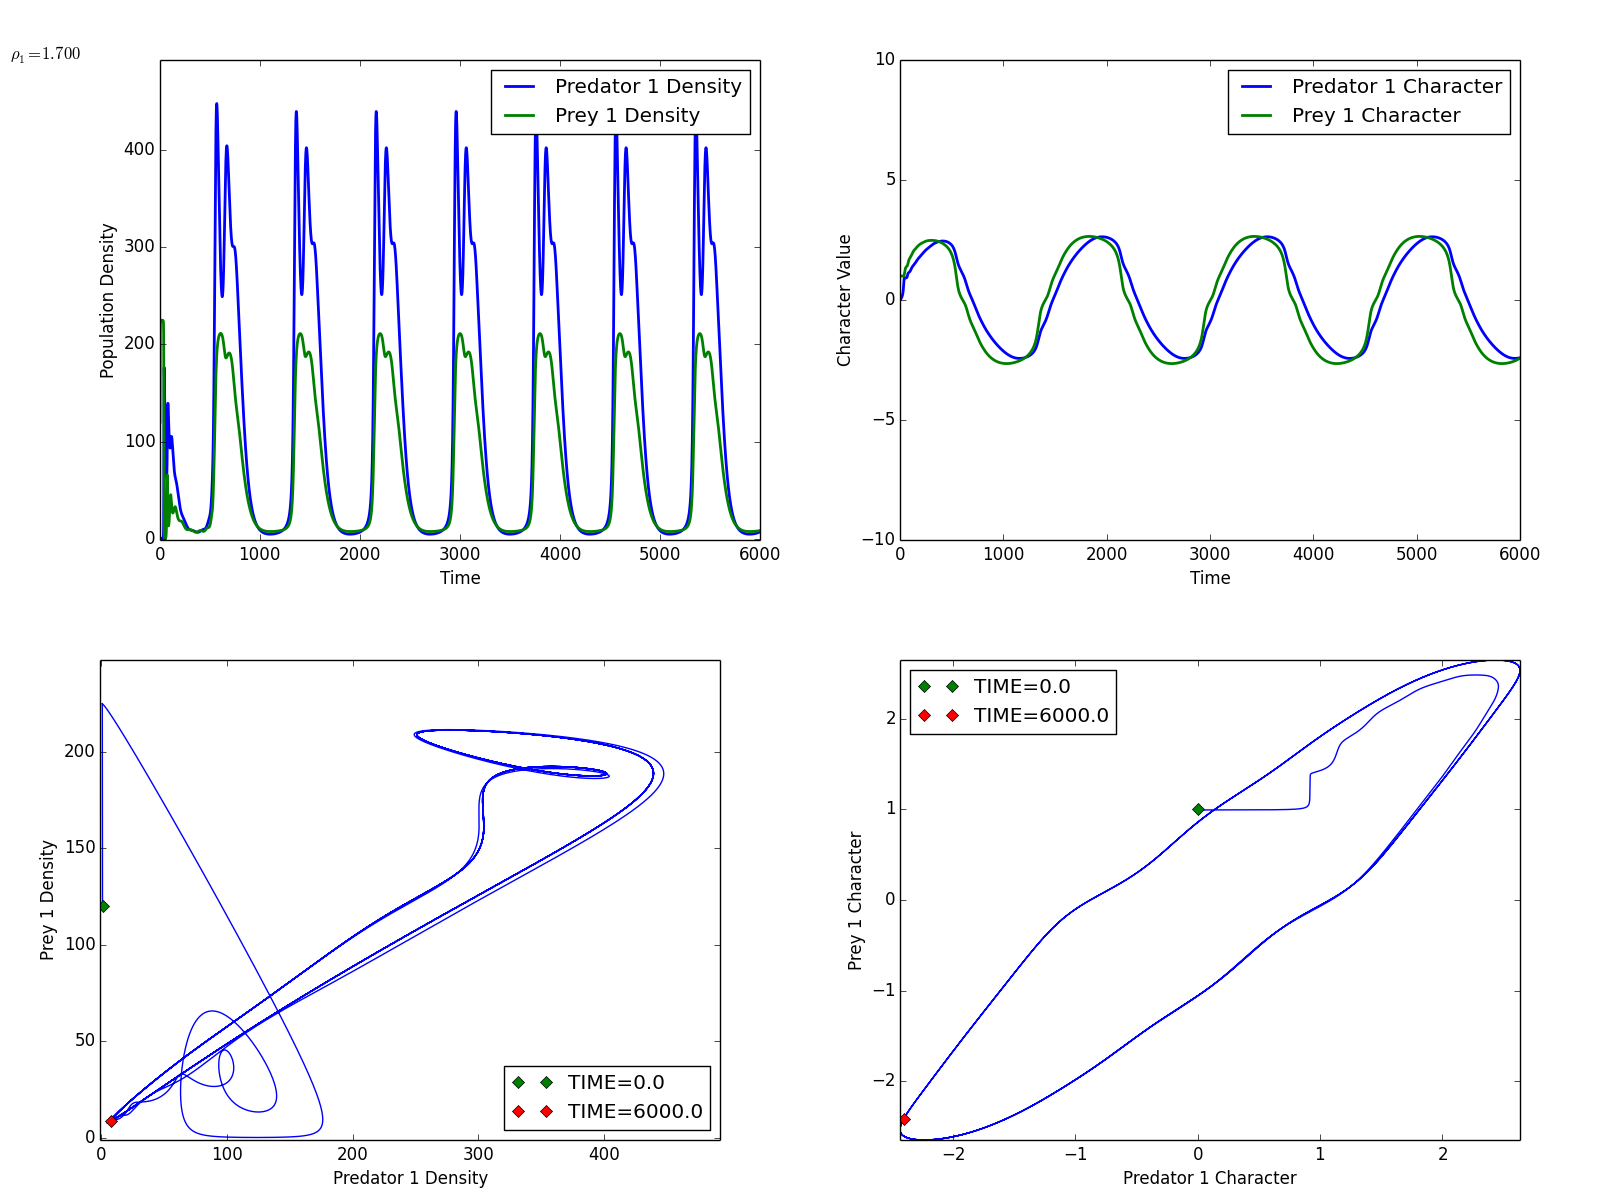 ρ₁=1.700
Predator 1 Density
Prey 1 Density
400
300
200
100
0
Population Density
0 1000 2000 3000 4000 5000 6000
Time
Predator 1 Character
Prey 1 Character
10
5
0
−5
−10
Character Value
0 1000 2000 3000 4000 5000 6000
Time
200
150
100
50
0
Prey 1 Density
TIME=0.0
TIME=6000.0
0 100 200 300 400
Predator 1 Density
TIME=0.0
TIME=6000.0
2
1
0
−1
−2
Prey 1 Character
−2 −1 0 1 2
Predator 1 Character